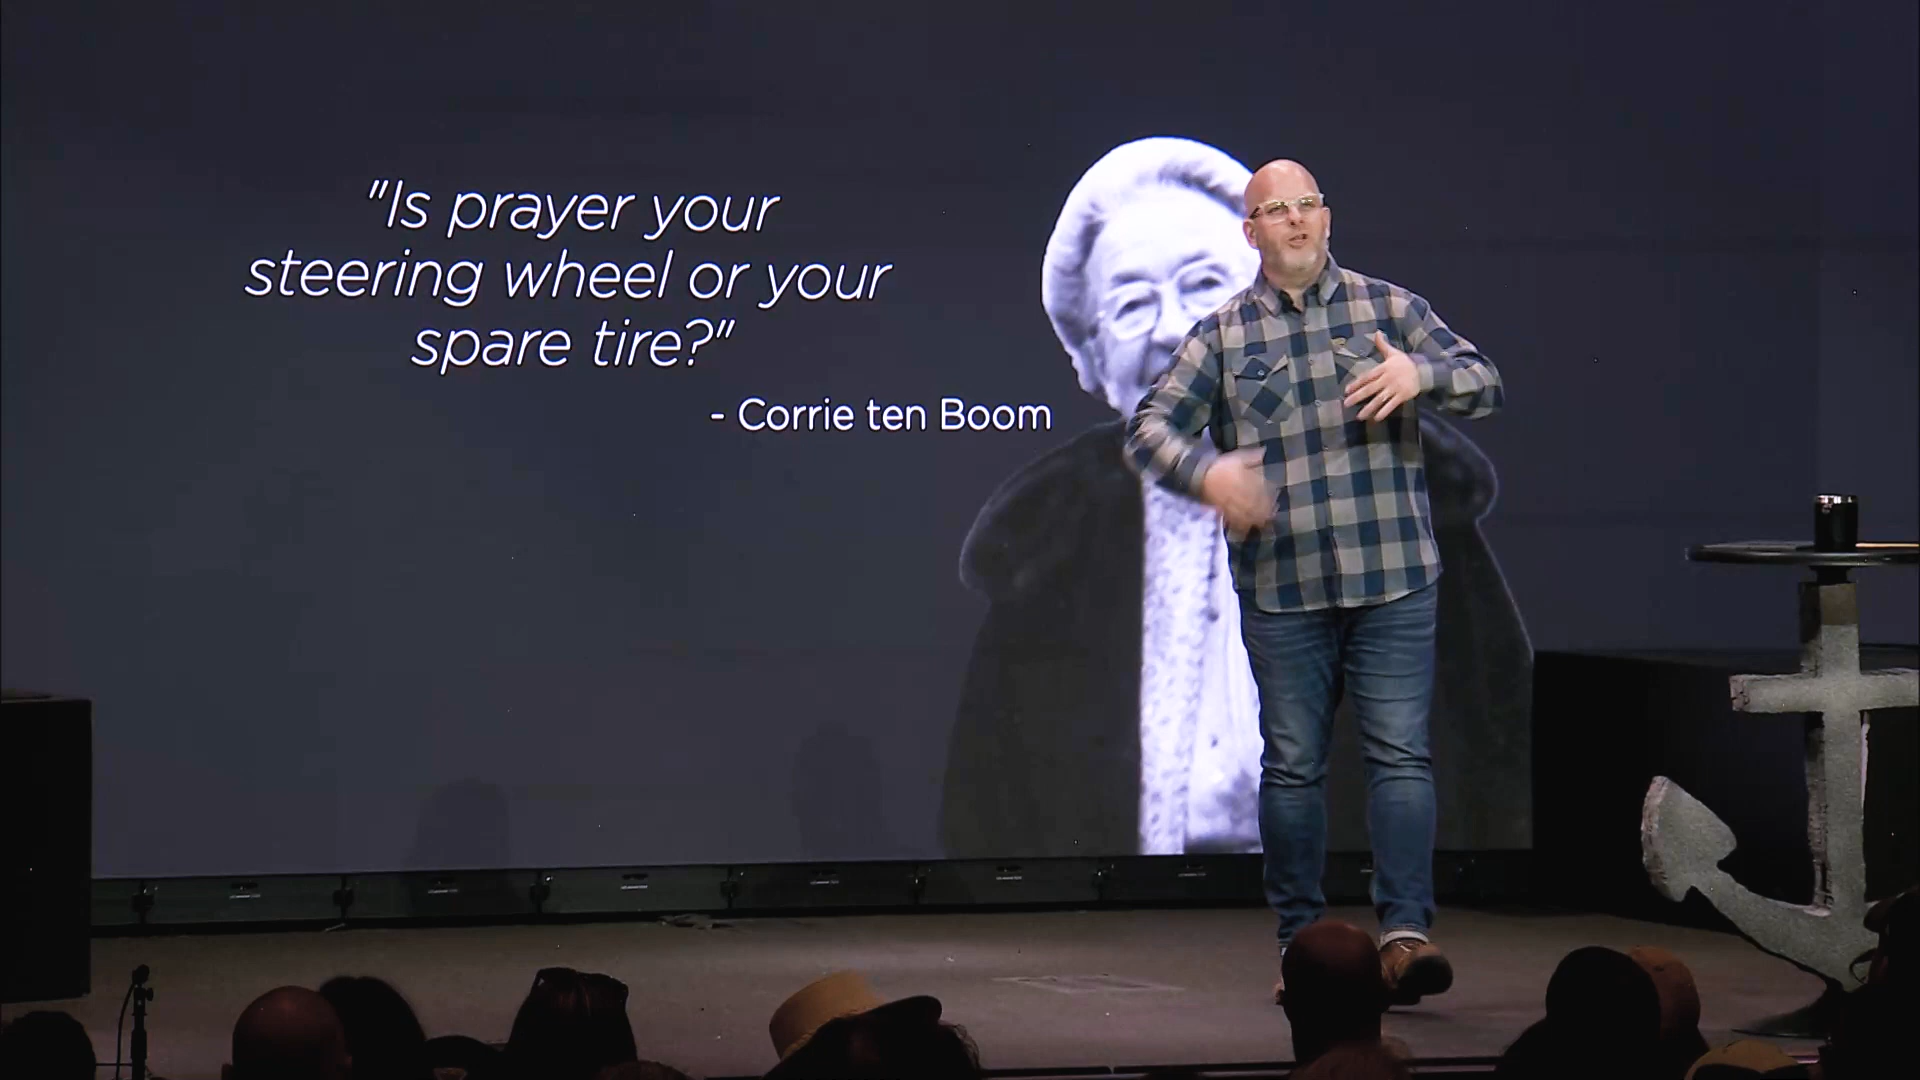 "Is prayer your
steering wheel or your
spare tire?"
- Corrie ten Boom